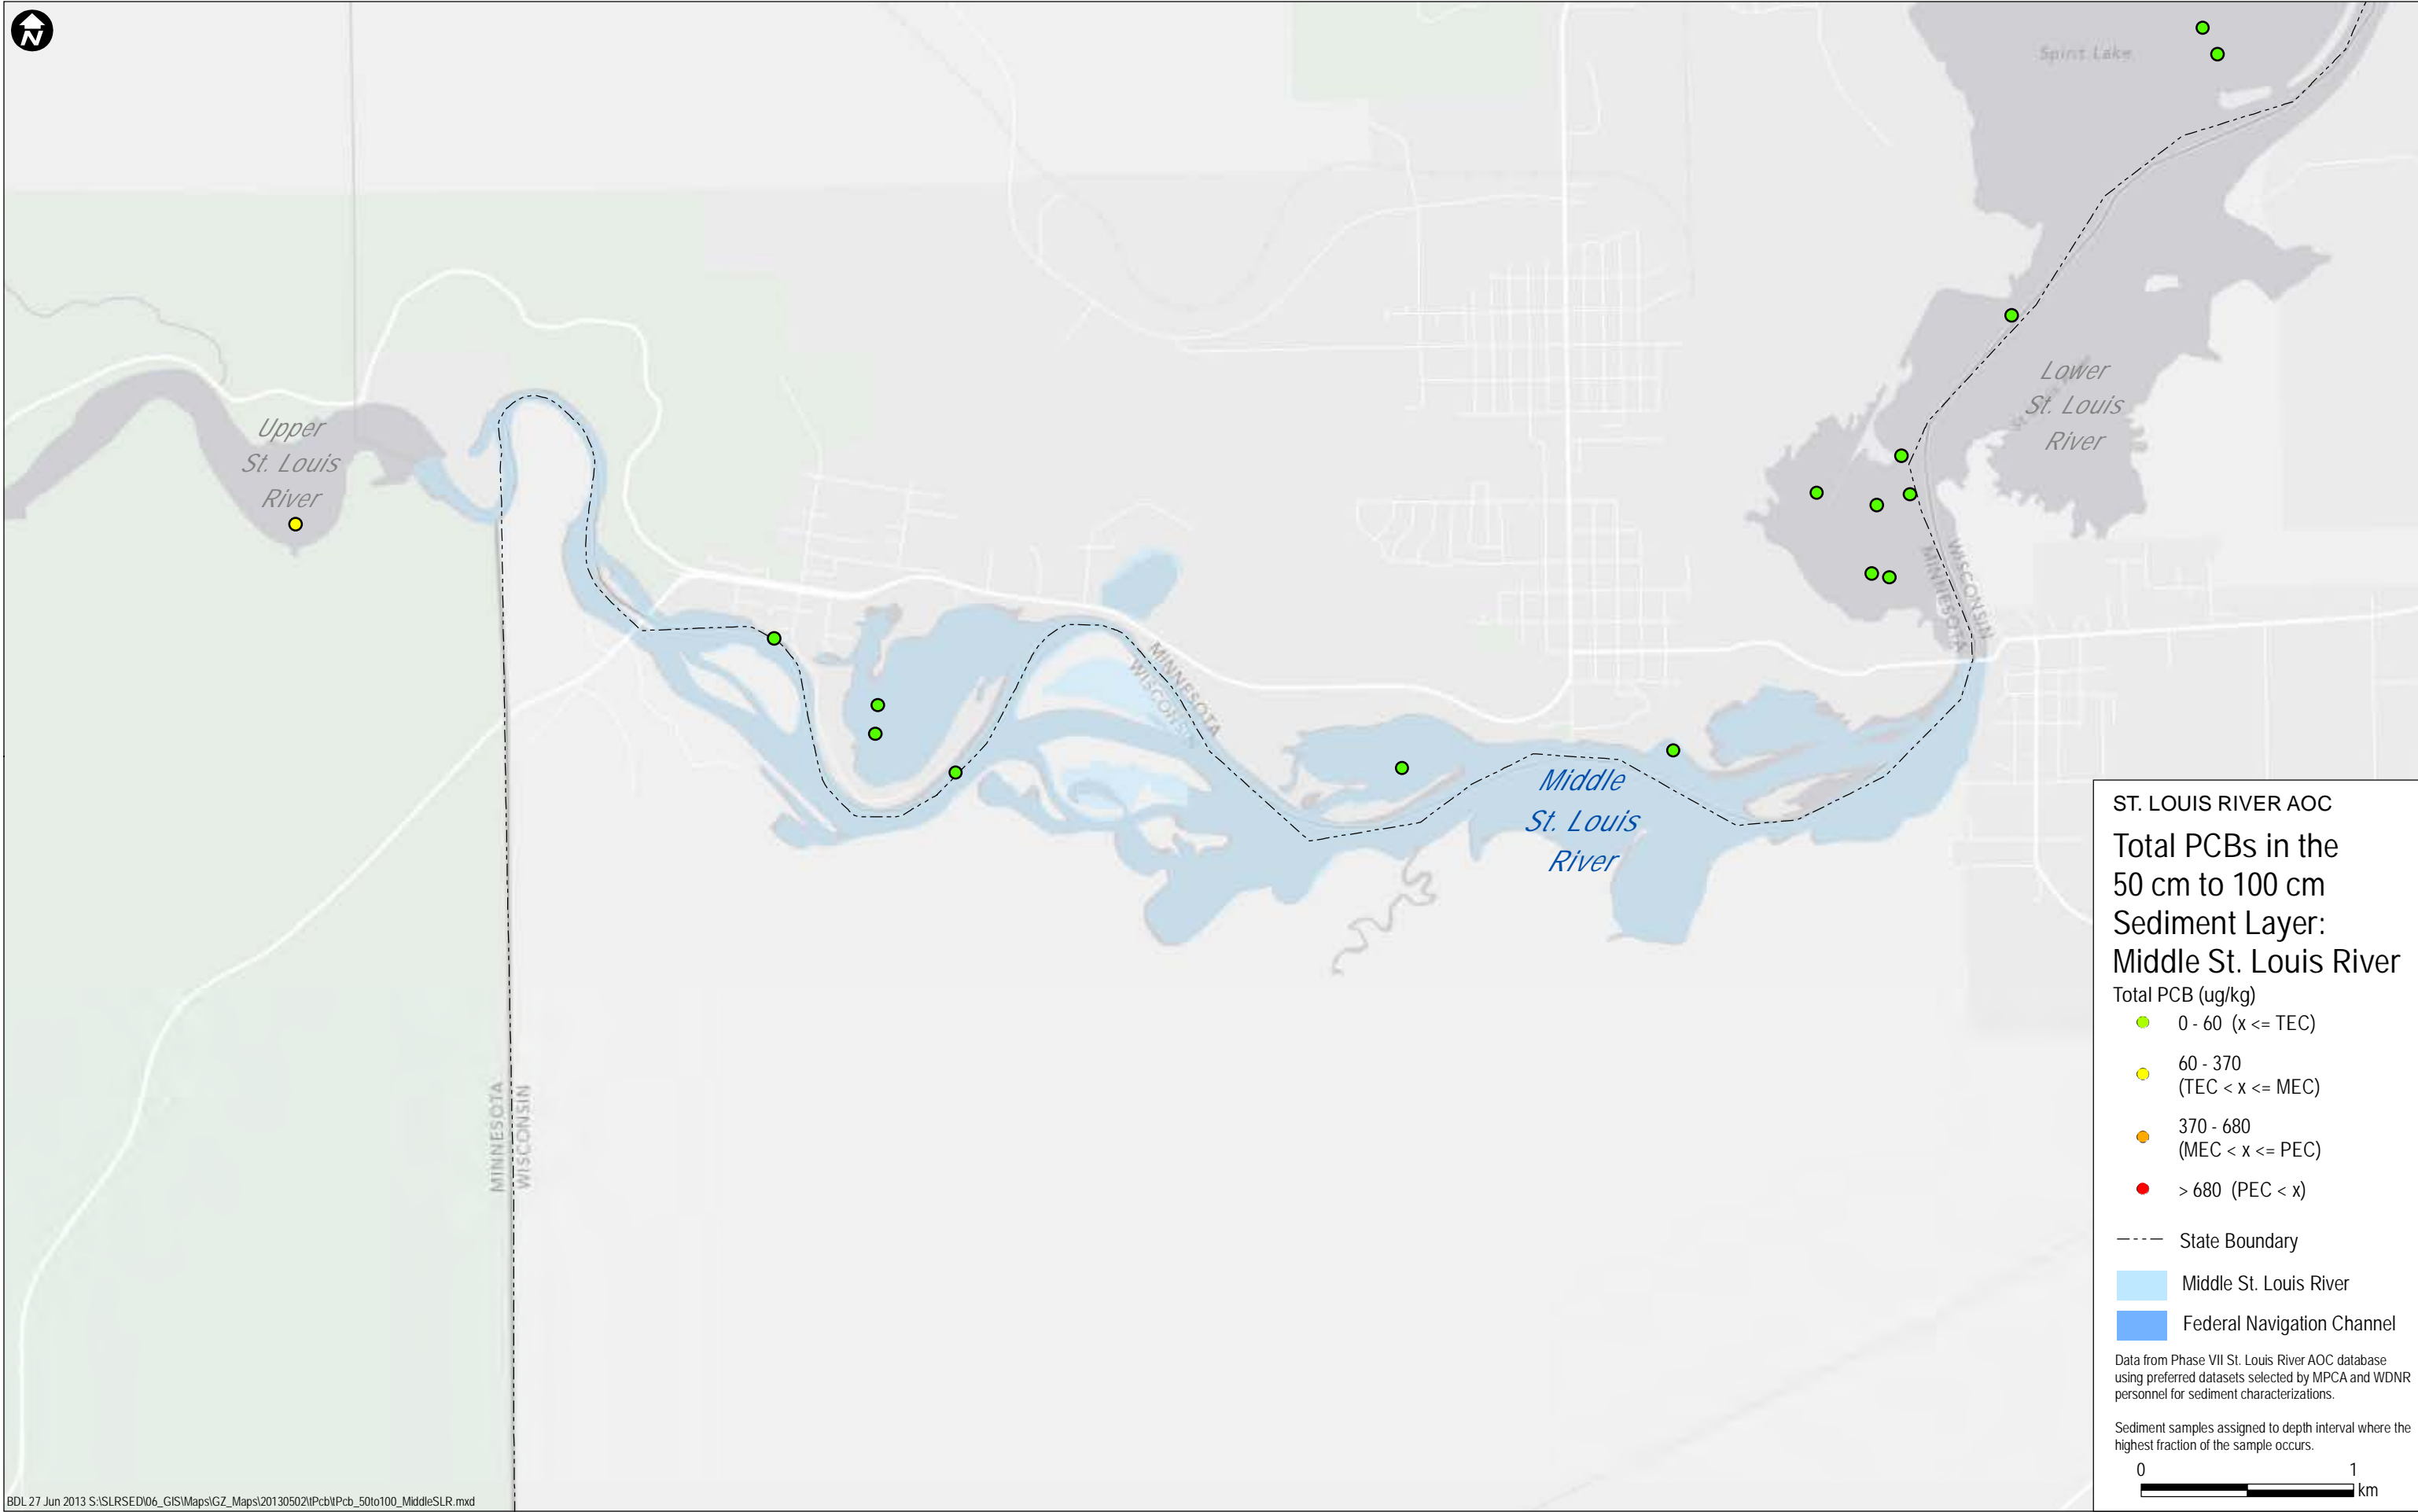 N
Spirit Lake
Upper
St. Louis
River
Lower
St. Louis
River
WISCONSIN
MINNESOTA
MINNESOTA
WISCONSIN
Middle
St. Louis
River
MINNESOTA
WISCONSIN
ST. LOUIS RIVER AOC
Total PCBs in the
50 cm to 100 cm
Sediment Layer:
Middle St. Louis River
Total PCB (ug/kg)
0 - 60 (x <= TEC)
60 - 370
(TEC < x <= MEC)
370 - 680
(MEC < x <= PEC)
> 680 (PEC < x)
State Boundary
Middle St. Louis River
Federal Navigation Channel
Data from Phase VII St. Louis River AOC database
using preferred datasets selected by MPCA and WDNR
personnel for sediment characterizations.
Sediment samples assigned to depth interval where the
highest fraction of the sample occurs.
0 1
km
BDL 27 Jun 2013 S:\SLRSED\06_GIS\Maps\GZ_Maps\20130502\tPcb\tPcb_50to100_MiddleSLR.mxd